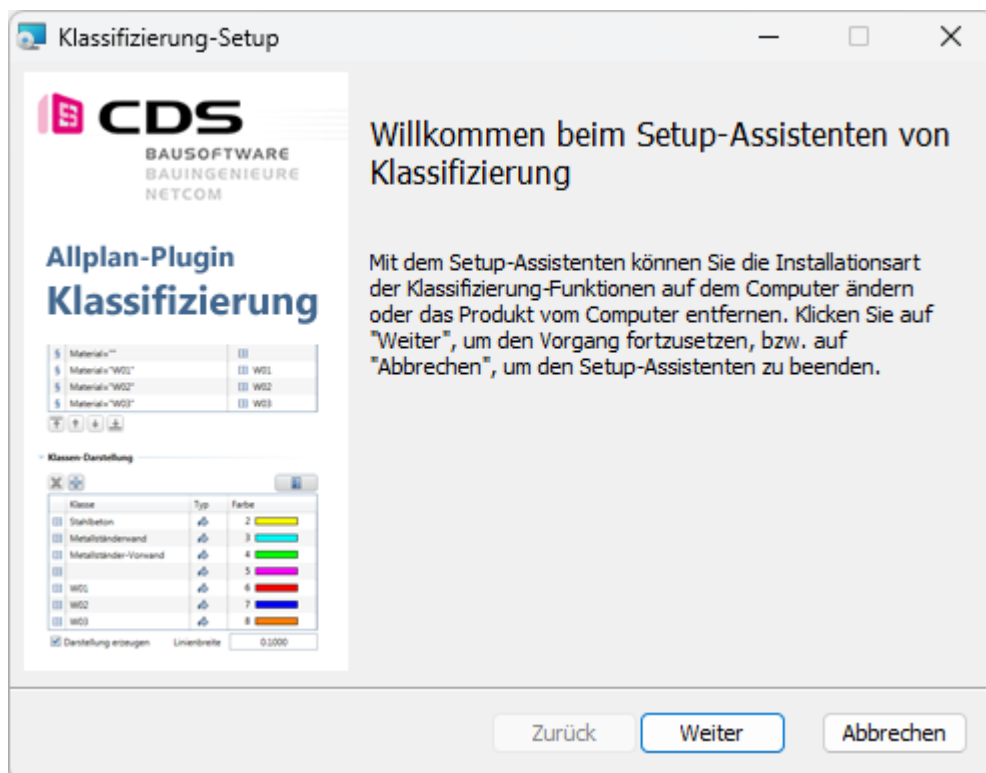 Klassifizierung-Setup
CDS
BAUSOFTWARE
BAUINGENIEURE
NETCOM
Allplan-Plugin
Klassifizierung
§ Material="" 
§ Material="W01" W01
§ Material="W02" W02
§ Material="W03" W03
Klassen-Darstellung
Klasse Typ Farbe
Stahlbeton 2
Metallständerwand 3
Metallständer-Vorwand 4
5
W01 6
W02 7
W03 8
Darstellung erzeugen Linienbreite 0.1000
Willkommen beim Setup-Assistenten von
Klassifizierung
Mit dem Setup-Assistenten können Sie die Installationsart
der Klassifizierung-Funktionen auf dem Computer ändern
oder das Produkt vom Computer entfernen. Klicken Sie auf
"Weiter", um den Vorgang fortzusetzen, bzw. auf
"Abbrechen", um den Setup-Assistenten zu beenden.
Zurück Weiter Abbrechen